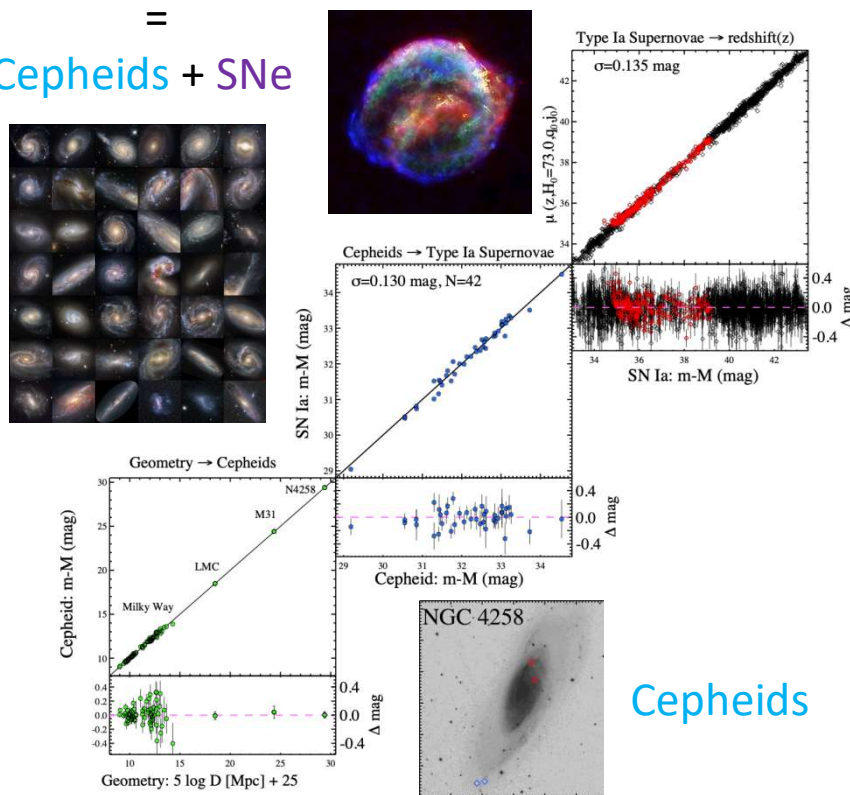 =
Cepheids + SNe
Type Ia Supernovae → redshift(z)
σ=0.135 mag
μ (z,H₀=73.0,q₀,j₀)
42
40
38
36
34
0.4
0.0
-0.4
Δ mag
34 36 38 40 42
SN Ia: m-M (mag)
Cepheids → Type Ia Supernovae
σ=0.130 mag, N=42
SN Ia: m-M (mag)
34
33
32
31
30
29
0.4
0.0
-0.4
Δ mag
29 30 31 32 33 34
Cepheid: m-M (mag)
Geometry → Cepheids
N4258
M31
LMC
Milky Way
Cepheid: m-M (mag)
30
25
20
15
10
0.4
0.2
0.0
-0.2
-0.4
0.4
0.0
-0.4
Δ mag
10 15 20 25 30
Geometry: 5 log D [Mpc] + 25
NGC 4258
Cepheids